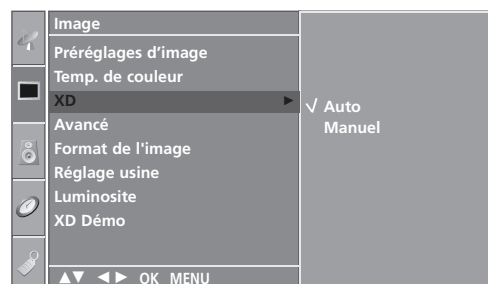 Image
Préréglages d’image
Temp. de couleur
XD ►
Avancé
Format de l'image
Réglage usine
Luminosite
XD Démo
√ Auto
Manuel
▲▼ ◄► OK MENU